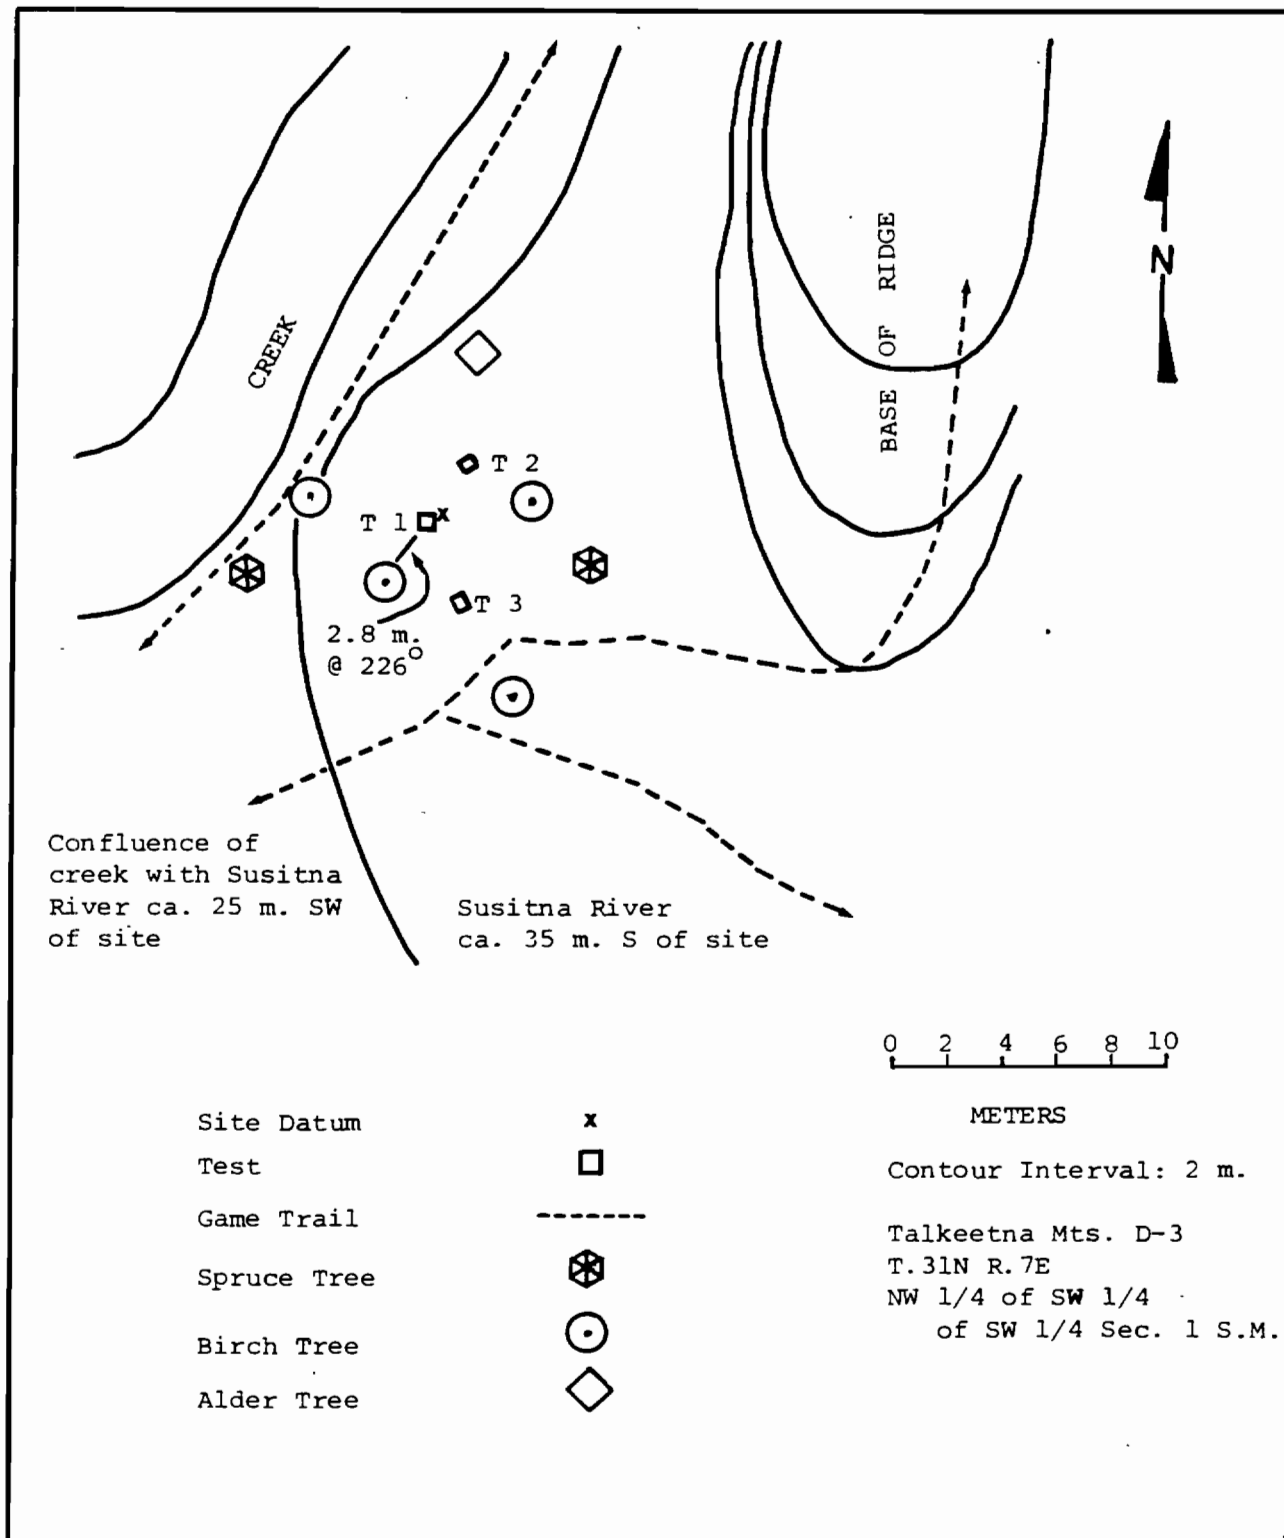 CREEK
BASE OF RIDGE
N
T 2
T 1
T 3
2.8 m.
@ 226°
Confluence of
creek with Susitna
River ca. 25 m. SW
of site
Susitna River
ca. 35 m. S of site
0 2 4 6 8 10
METERS
Site Datum x
Test
Game Trail
Spruce Tree
Birch Tree
Alder Tree
Contour Interval: 2 m.
Talkeetna Mts. D-3
T.31N R.7E
NW 1/4 of SW 1/4
of SW 1/4 Sec. 1 S.M.